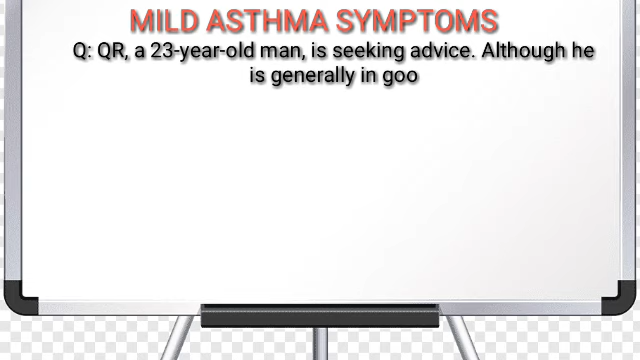 MILD ASTHMA SYMPTOMS
Q: QR, a 23-year-old man, is seeking advice. Although he
is generally in goo